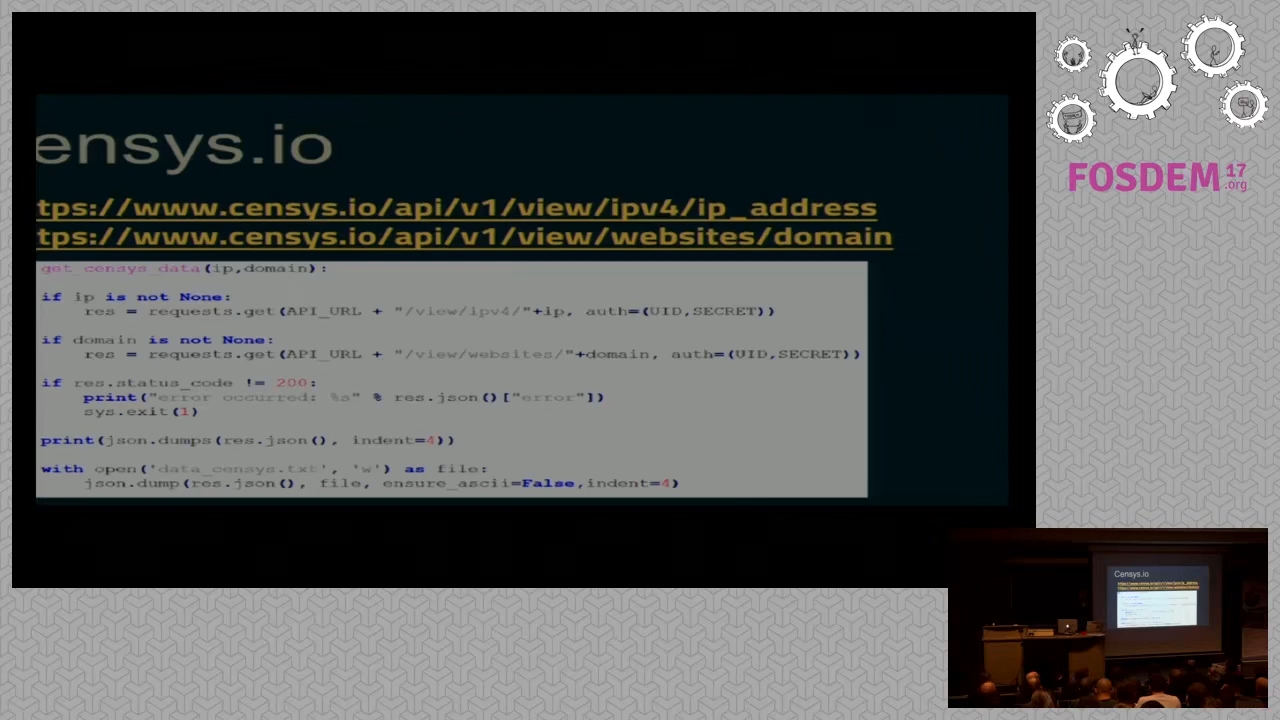 ensys.io
tps://www.censys.io/api/v1/view/ipv4/ip_address
tps://www.censys.io/api/v1/view/websites/domain
get_censys_data(ip,domain):
if ip is not None:
res = requests.get(API_URL + "/view/ipv4/"+ip, auth=(UID,SECRET))
if domain is not None:
res = requests.get(API_URL + "/view/websites/"+domain, auth=(UID,SECRET))
if res.status_code != 200:
print("error occurred: %s" % res.json()["error"])
sys.exit(1)
print(json.dumps(res.json(), indent=4))
with open('data_censys.txt', 'w') as file:
json.dump(res.json(), file, ensure_ascii=False,indent=4)
FOSDEM 17
.org
Censys.io